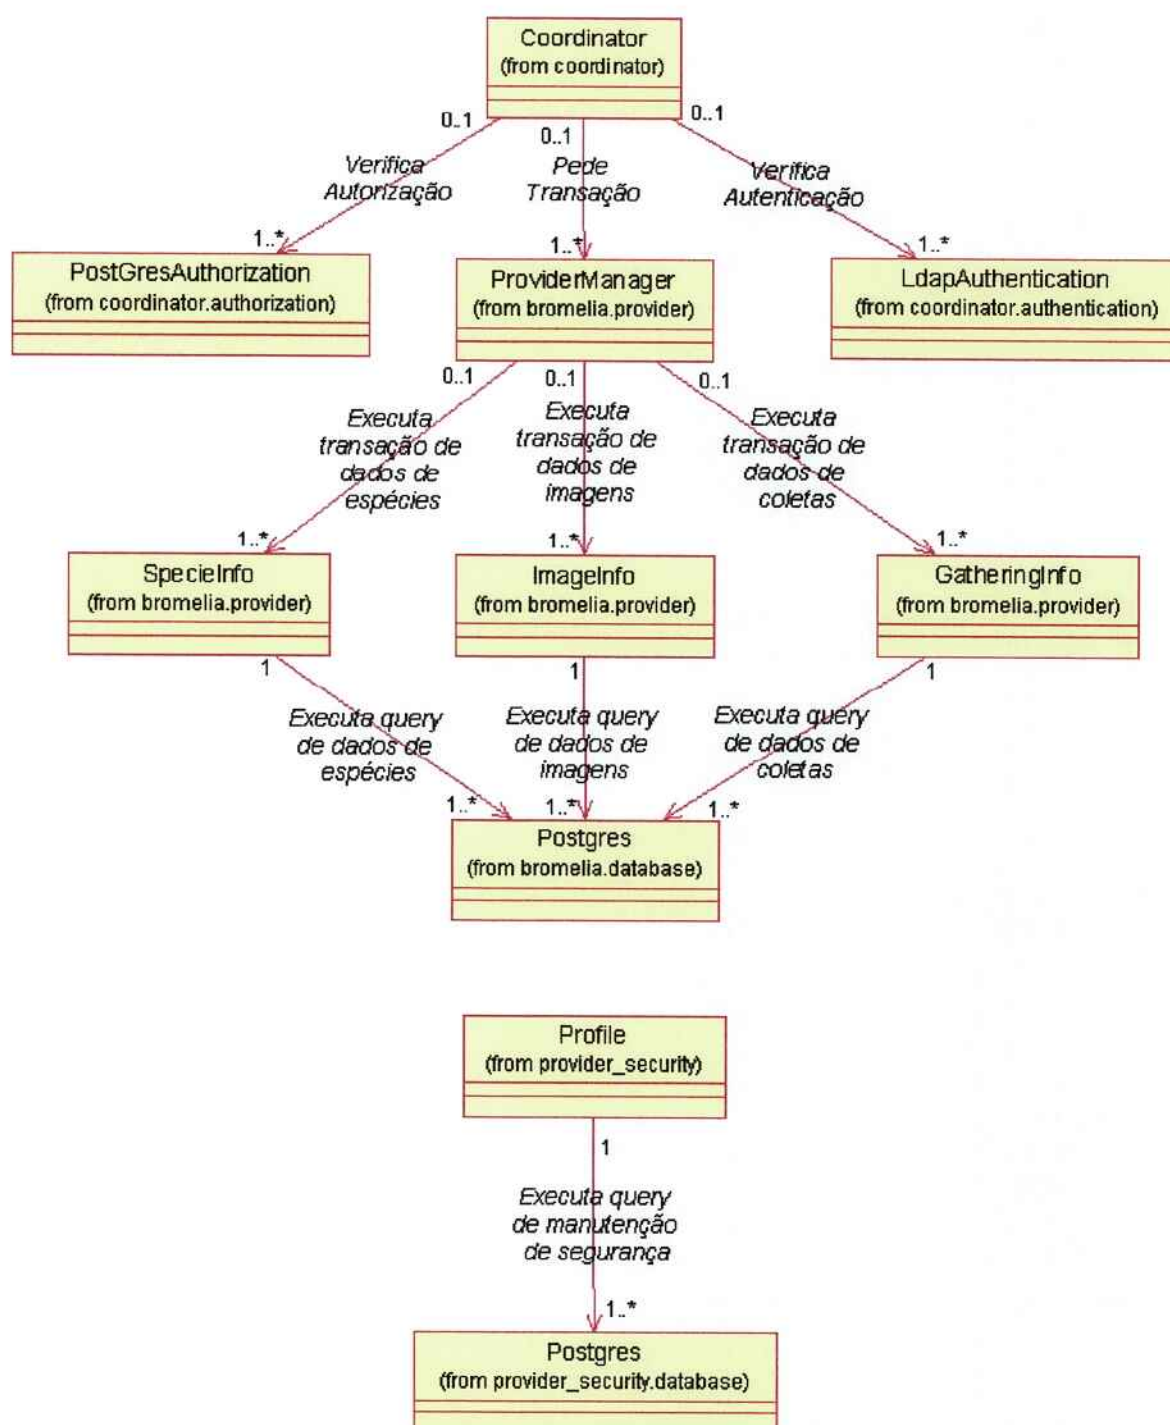 Coordinator
(from coordinator)
0..1
0..1
0..1
Verifica
Autorização
Pede
Transação
Verifica
Autenticação
1..*
1..*
1..*
PostGresAuthorization
(from coordinator.authorization)
ProviderManager
(from bromelia.provider)
LdapAuthentication
(from coordinator.authentication)
0..1
0..1
0..1
Executa
transação de
dados de
espécies
Executa
transação de
dados de
imagens
Executa
transação de
dados de
coletas
1..*
1..*
1..*
SpecieInfo
(from bromelia.provider)
ImageInfo
(from bromelia.provider)
GatheringInfo
(from bromelia.provider)
1
1
1
Executa query
de dados de
espécies
Executa query
de dados de
imagens
Executa query
de dados de
coletas
1..*
1..*
1..*
Postgres
(from bromelia.database)
Profile
(from provider_security)
1
Executa query
de manutenção
de segurança
1..*
Postgres
(from provider_security.database)